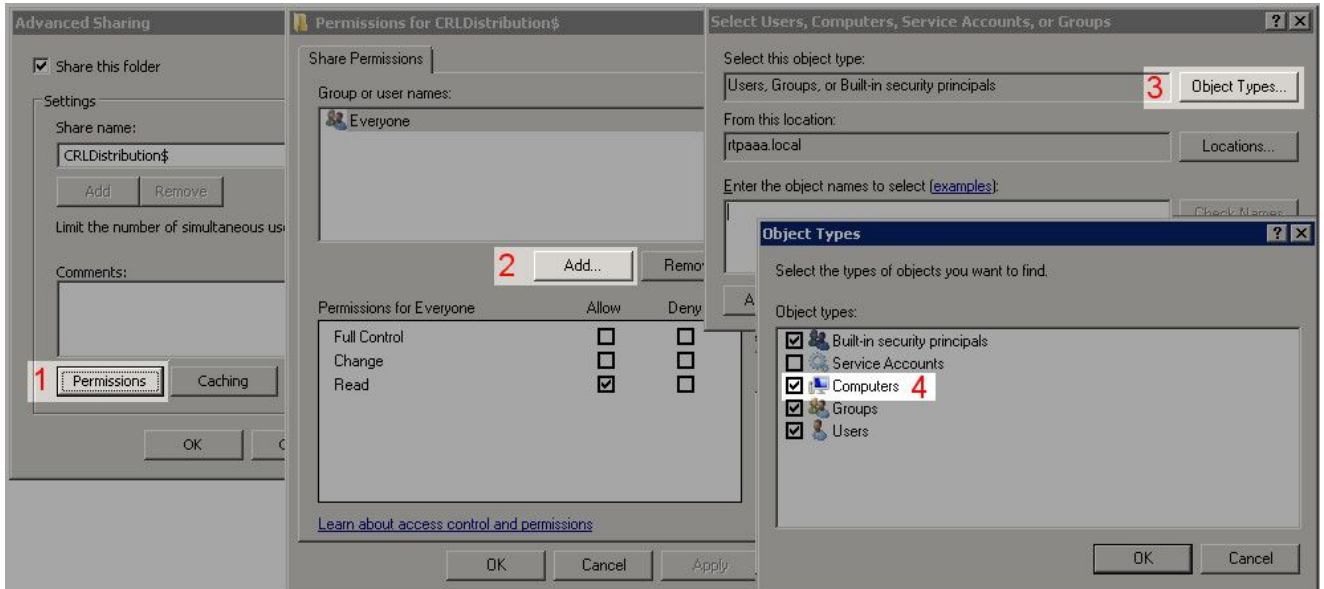 Advanced Sharing
Share this folder
Settings
Share name:
CRLDistribution$
Add Remove
Limit the number of simultaneous
Comments:
1 Permissions Caching
OK
Permissions for CRLDistribution$
Share Permissions
Group or user names:
Everyone
2 Add...
Permissions for Everyone Allow Deny
Full Control
Change
Read
Learn about access control and permissions
OK Cancel Apply
Select Users, Computers, Service Accounts, or Groups
Select this object type:
Users, Groups, or Built-in security principals 3 Object Types...
From this location:
rtpaaa.local Locations...
Enter the object names to select (examples):
Check Names
Object Types
Select the types of objects you want to find.
Object types:
Built-in security principals
Service Accounts
Computers 4
Groups
Users
OK Cancel